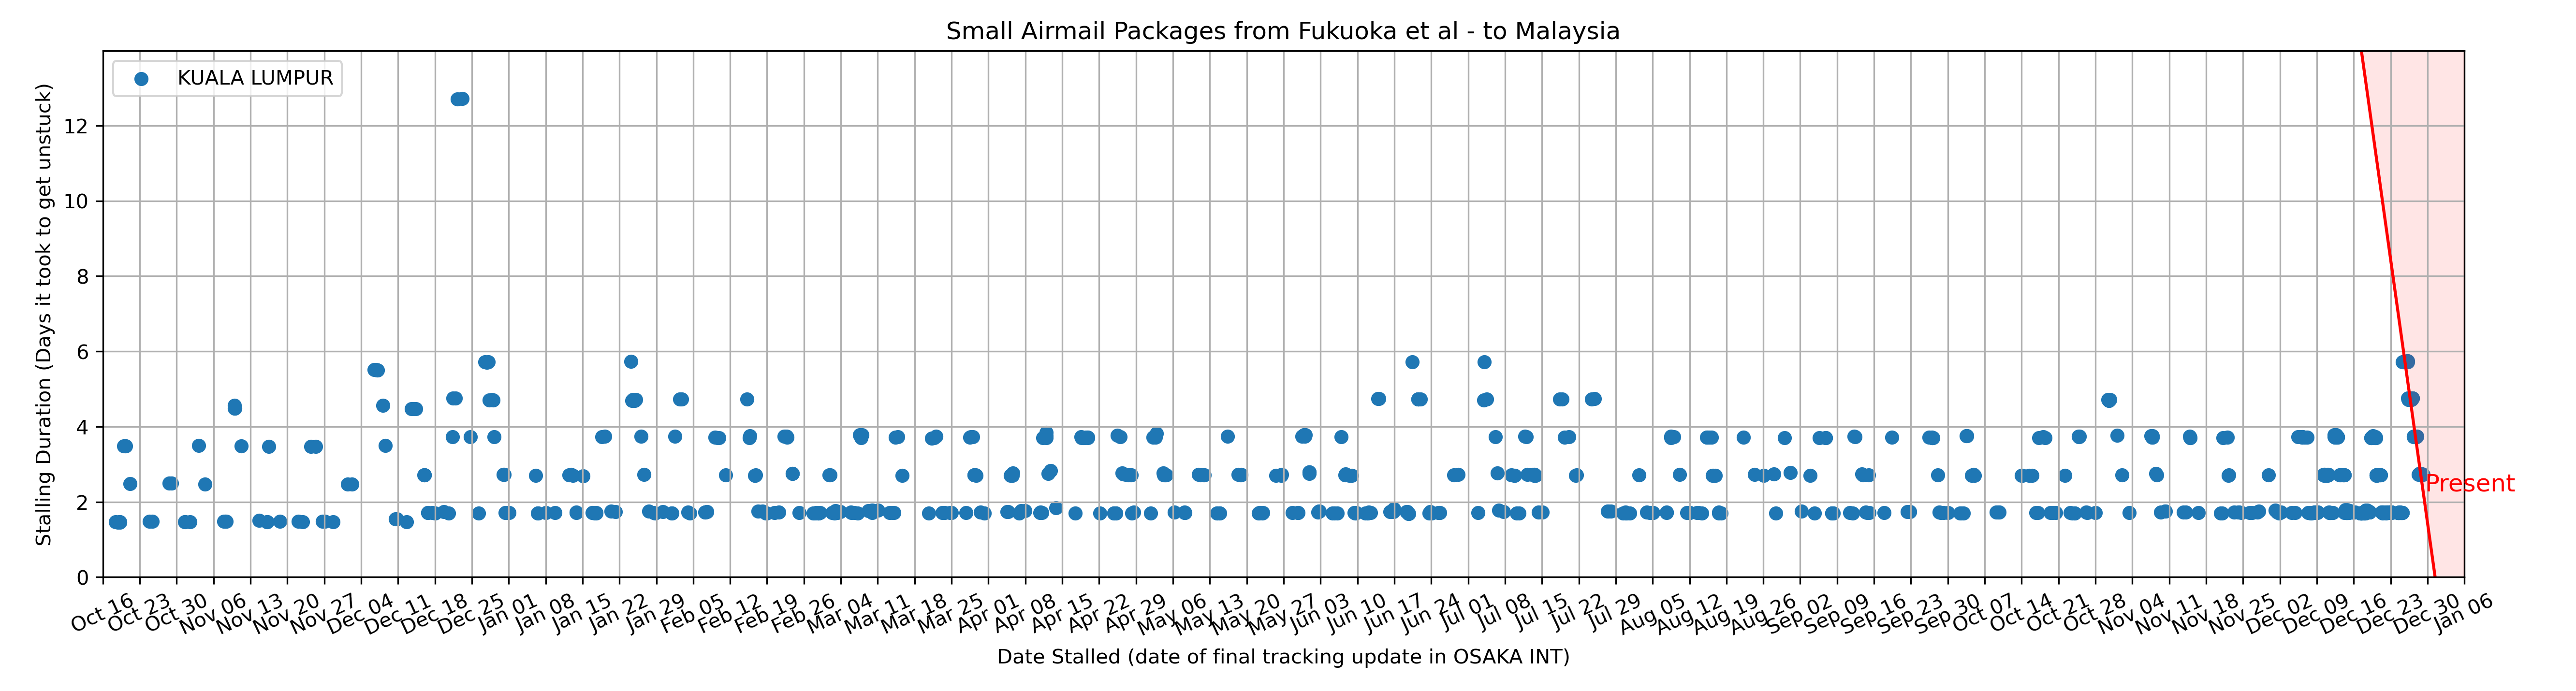 Small Airmail Packages from Fukuoka et al - to Malaysia
KUALA LUMPUR
Stalling Duration (Days it took to get unstuck)
12
10
8
6
4
2
0
Present
Oct 16 Oct 23 Oct 30 Nov 06 Nov 13 Nov 20 Nov 27 Dec 04 Dec 11 Dec 18 Dec 25 Jan 01 Jan 08 Jan 15 Jan 22 Jan 29 Feb 05 Feb 12 Feb 19 Feb 26 Mar 04 Mar 11 Mar 18 Mar 25 Apr 01 Apr 08 Apr 15 Apr 22 Apr 29 May 06 May 13 May 20 May 27 Jun 03 Jun 10 Jun 17 Jun 24 Jul 01 Jul 08 Jul 15 Jul 22 Jul 29 Aug 05 Aug 12 Aug 19 Aug 26 Sep 02 Sep 09 Sep 16 Sep 23 Sep 30 Oct 07 Oct 14 Oct 21 Oct 28 Nov 04 Nov 11 Nov 18 Nov 25 Dec 02 Dec 09 Dec 16 Dec 23 Dec 30 Jan 06
Date Stalled (date of final tracking update in OSAKA INT)